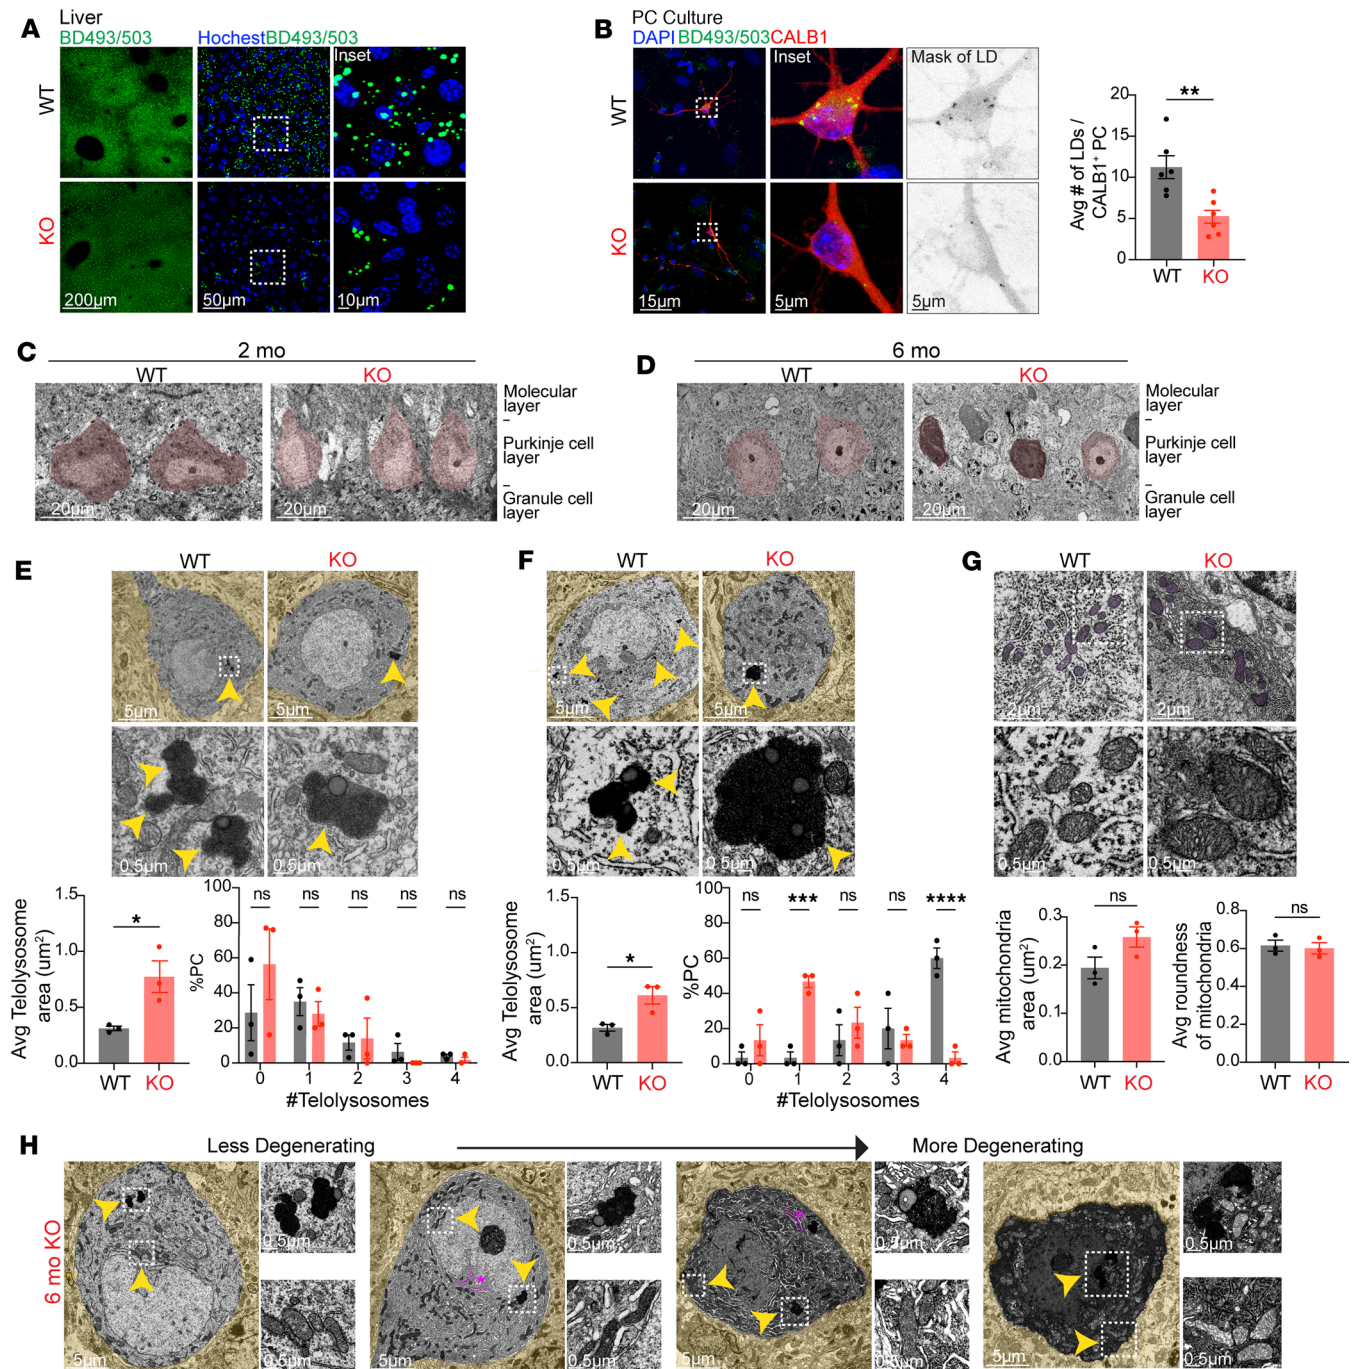 A
Liver
BD493/503
HochestBD493/503
Inset
WT
KO
200µm
50µm
10µm
B
PC Culture
DAPI BD493/503CALB1
Inset
Mask of LD
WT
KO
15µm
5µm
5µm
Avg # of LDs /
CALB1⁺ PC
20
15
10
5
0
**
WT
KO
C
2 mo
WT
KO
20µm
20µm
Molecular
layer
Purkinje cell
layer
Granule cell
layer
D
6 mo
WT
KO
20µm
20µm
Molecular
layer
Purkinje cell
layer
Granule cell
layer
E
WT
KO
5µm
5µm
0.5µm
0.5µm
Avg Telolysosome
area (um²)
1.5
1.0
0.5
0.0
*
WT
KO
%PC
100
80
60
40
20
0
ns
ns
ns
ns
ns
0
1
2
3
4
#Telolysosomes
F
WT
KO
5µm
5µm
0.5µm
0.5µm
Avg Telolysosome
area (um²)
1.5
1.0
0.5
0.0
*
WT
KO
%PC
100
80
60
40
20
0
ns
***
ns
ns
****
0
1
2
3
4
#Telolysosomes
G
WT
KO
2µm
2µm
0.5µm
0.5µm
Avg mitochondria
area (um²)
0.3
0.2
0.1
0.0
ns
WT
KO
Avg roundness
of mitochondria
0.8
0.6
0.4
0.2
0.0
ns
WT
KO
H
Less Degenerating
More Degenerating
6 mo KO
5µm
0.5µm
0.5µm
*
5µm
0.5µm
0.5µm
*
5µm
0.5µm
0.5µm
5µm
0.5µm
0.5µm